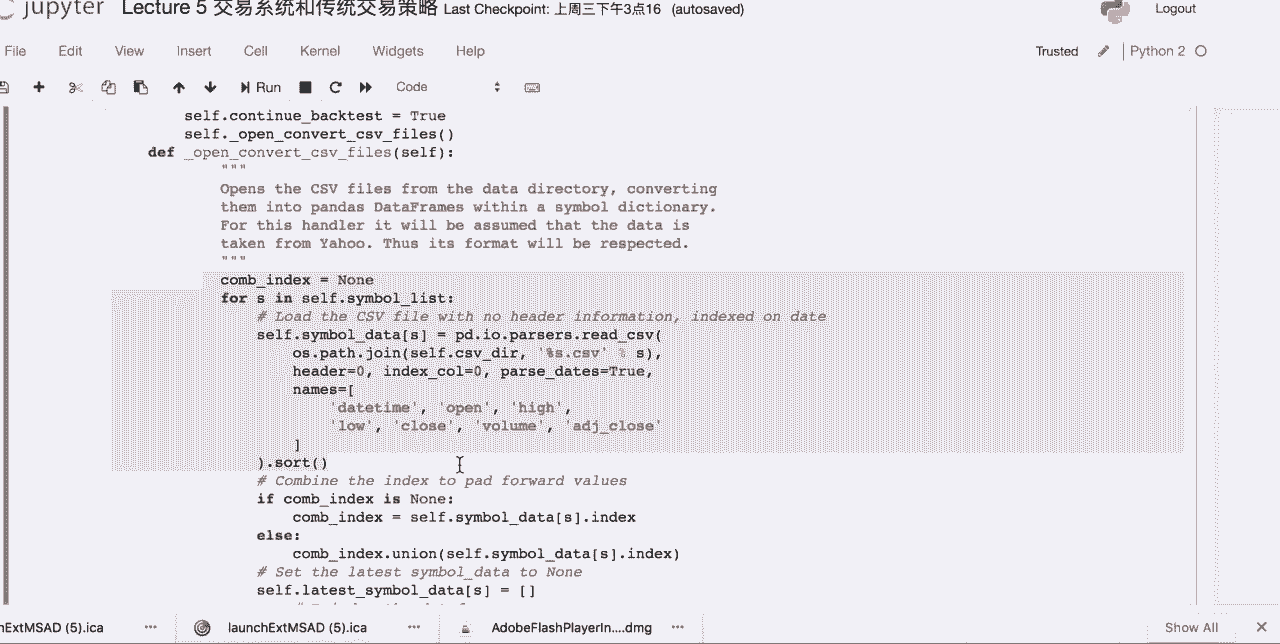 jupyter Lecture 5 交易系统和传统交易策略 Last Checkpoint: 上周三下午3点16 (autosaved) Logout
File Edit View Insert Cell Kernel Widgets Help Trusted Python 2
Run Code
self.continue_backtest = True
self._open_convert_csv_files()
def _open_convert_csv_files(self):
"""
Opens the CSV files from the data directory, converting
them into pandas DataFrames within a symbol dictionary.
For this handler it will be assumed that the data is
taken from Yahoo. Thus its format will be respected.
"""
comb_index = None
for s in self.symbol_list:
# Load the CSV file with no header information, indexed on date
self.symbol_data[s] = pd.io.parsers.read_csv(
os.path.join(self.csv_dir, '%s.csv' % s),
header=0, index_col=0, parse_dates=True,
names=[
'datetime', 'open', 'high',
'low', 'close', 'volume', 'adj_close'
]
).sort()
# Combine the index to pad forward values
if comb_index is None:
comb_index = self.symbol_data[s].index
else:
comb_index.union(self.symbol_data[s].index)
# Set the latest symbol_data to None
self.latest_symbol_data[s] = []
hExtMSAD (5).ica ... launchExtMSAD (5).ica ... AdobeFlashPlayerIn....dmg ... Show All